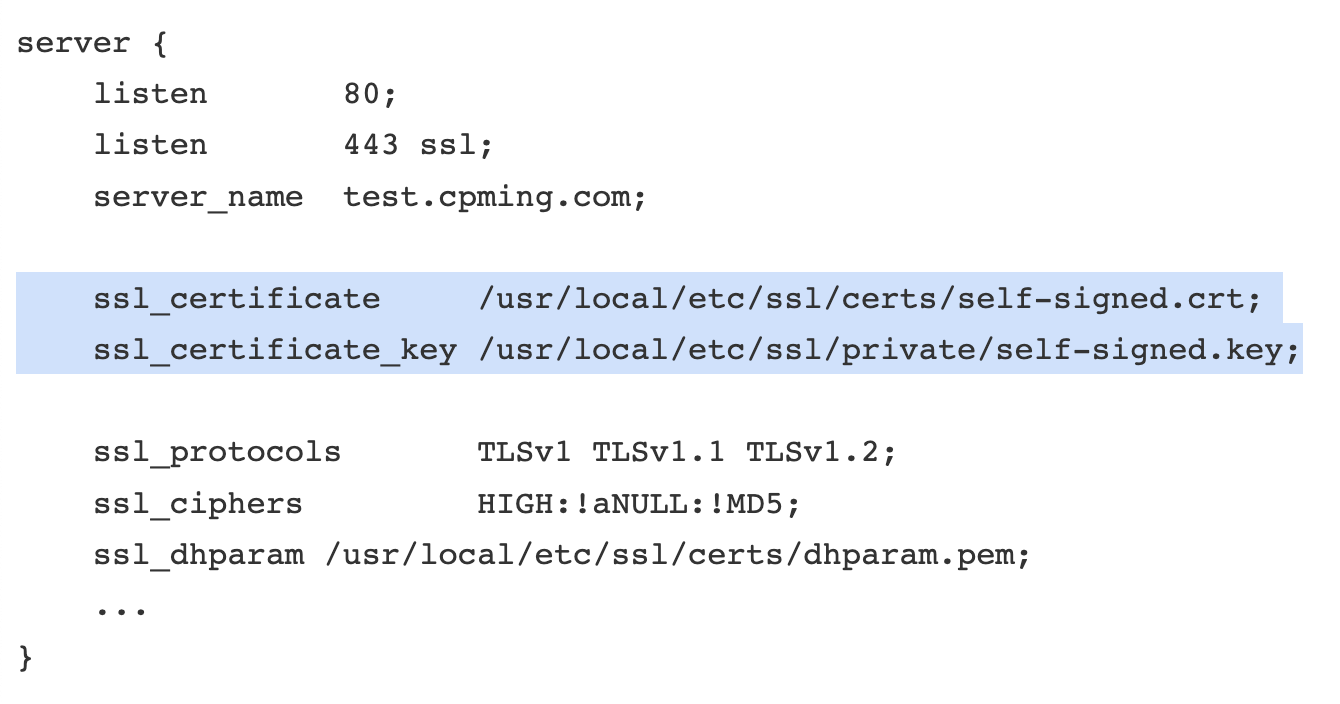 server {
    listen       80;
    listen       443 ssl;
    server_name  test.cpming.com;

    ssl_certificate     /usr/local/etc/ssl/certs/self-signed.crt;
    ssl_certificate_key /usr/local/etc/ssl/private/self-signed.key;

    ssl_protocols       TLSv1 TLSv1.1 TLSv1.2;
    ssl_ciphers         HIGH:!aNULL:!MD5;
    ssl_dhparam /usr/local/etc/ssl/certs/dhparam.pem;
    ...
}